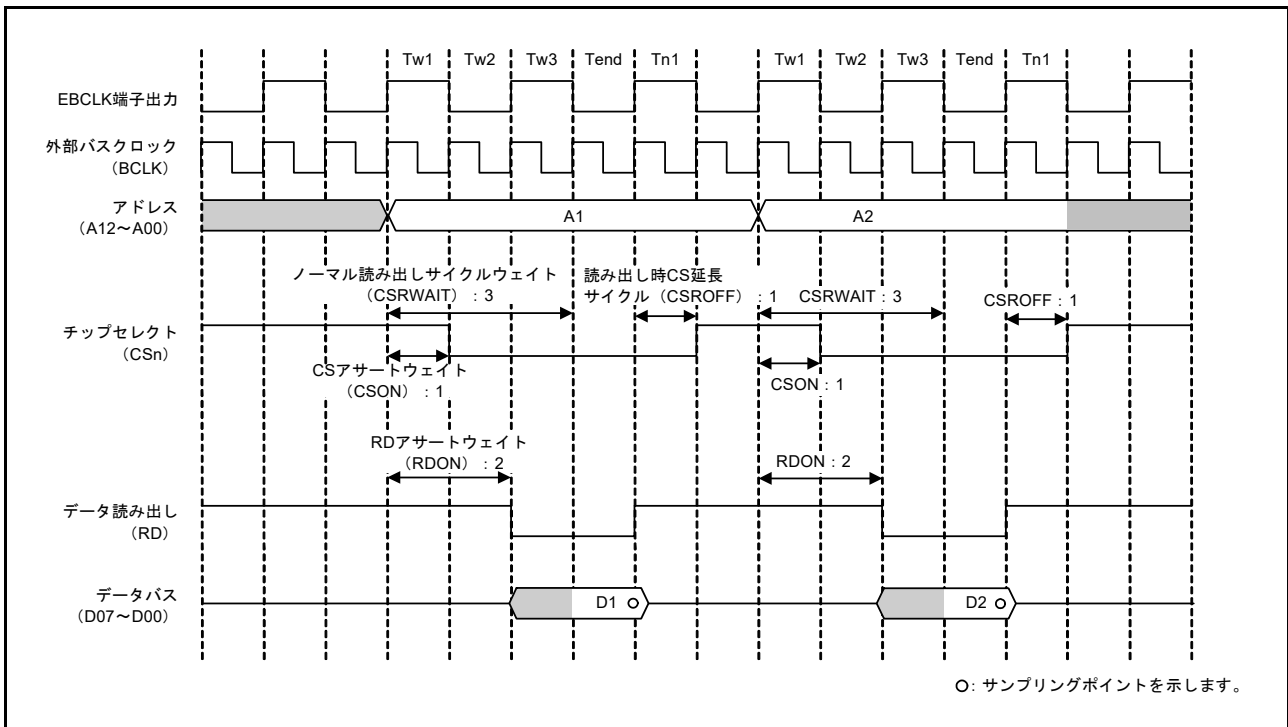 Tw1 Tw2 Tw3 Tend Tn1 Tw1 Tw2 Tw3 Tend Tn1
EBCLK端子出力
外部バスクロック
（BCLK）
アドレス
（A12～A00）
A1 A2
ノーマル読み出しサイクルウェイト
（CSRWAIT）：3
読み出し時CS延長
サイクル（CSROFF）：1
CSRWAIT：3
CSROFF：1
チップセレクト
（CSn）
CSアサートウェイト
（CSON）：1
CSON：1
RDアサートウェイト
（RDON）：2
RDON：2
データ読み出し
（RD）
データバス
（D07～D00）
D1 D2
O: サンプリングポイントを示します。